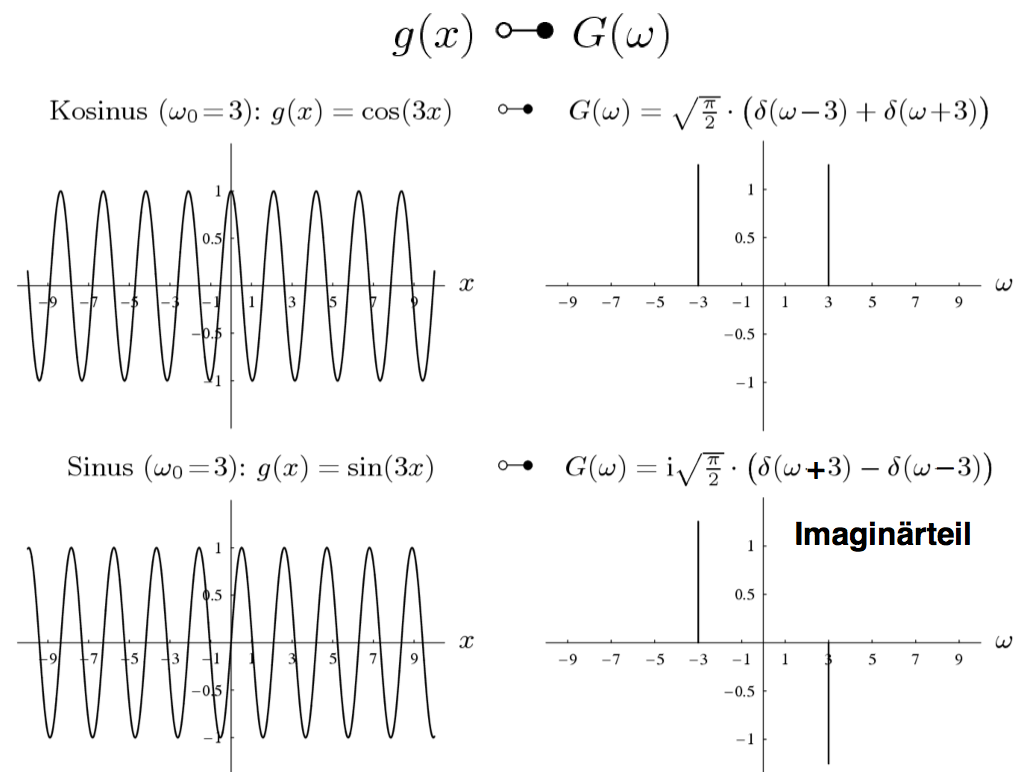 g(x) ○─● G(ω)
Kosinus (ω₀=3): g(x) = cos(3x) ○─● G(ω) = √(π/2) · (δ(ω−3) + δ(ω+3))
1
0.5
−0.5
−1
−9 −7 −5 −3 −1 1 3 5 7 9 x
1
0.5
−0.5
−1
−9 −7 −5 −3 −1 1 3 5 7 9 ω
Sinus (ω₀=3): g(x) = sin(3x) ○─● G(ω) = i√(π/2) · (δ(ω+3) − δ(ω−3))
1
0.5
−0.5
−1
−9 −7 −5 −3 −1 1 3 5 7 9 x
Imaginärteil
1
0.5
−0.5
−1
−9 −7 −5 −3 −1 1 3 5 7 9 ω